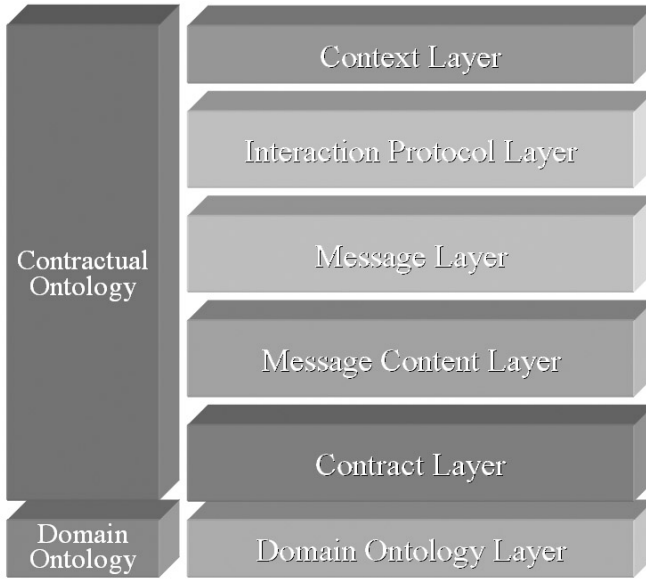 Context Layer
Interaction Protocol Layer
Message Layer
Contractual
Ontology
Message Content Layer
Contract Layer
Domain
Ontology
Domain Ontology Layer